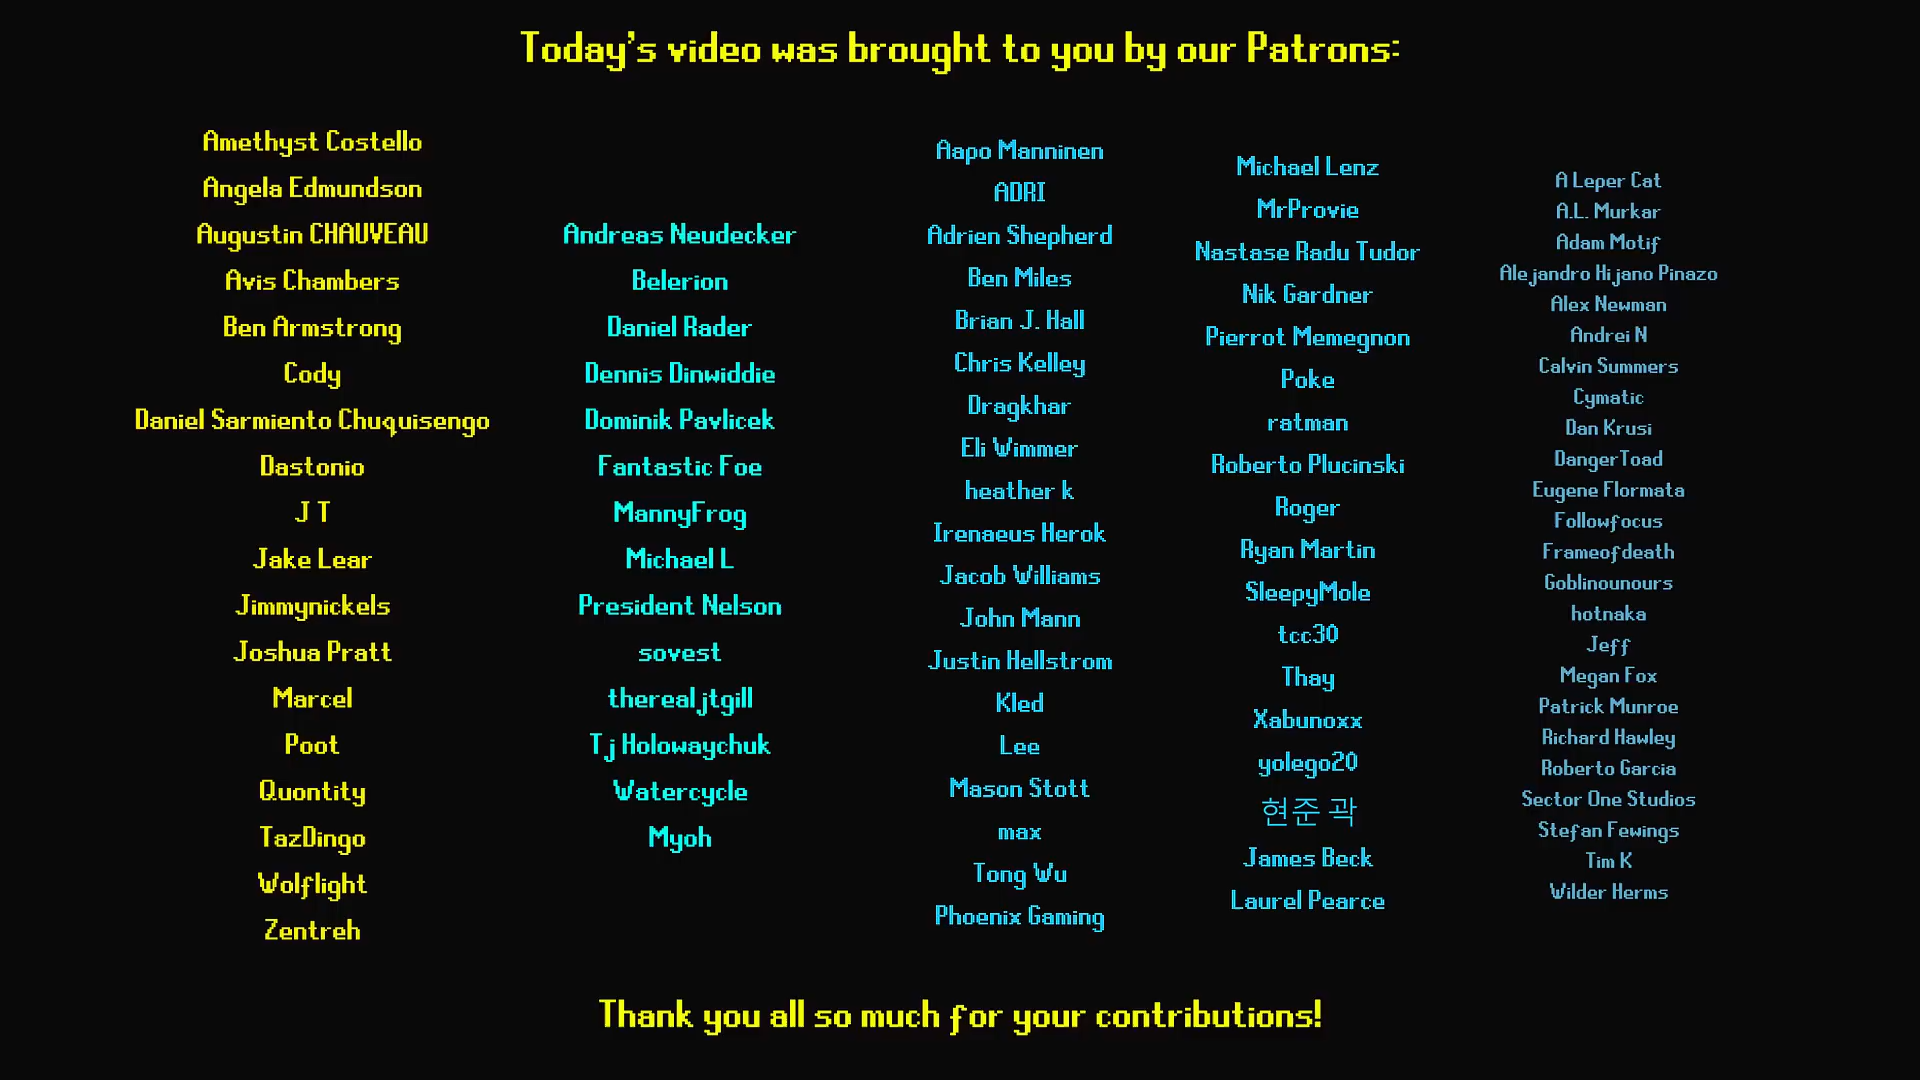 Today's video was brought to you by our Patrons:
Amethyst Costello
Angela Edmundson
Augustin CHAUVEAU
Avis Chambers
Ben Armstrong
Cody
Daniel Sarmiento Chuquisengo
Dastonio
J T
Jake Lear
Jimmynickels
Joshua Pratt
Marcel
Poot
Quontity
TazDingo
Wolflight
Zentreh
Andreas Neudecker
Belerion
Daniel Rader
Dennis Dinwiddie
Dominik Pavlicek
Fantastic Foe
MannyFrog
Michael L
President Nelson
sovest
therealjtgill
Tj Holowaychuk
Watercycle
Myoh
Aapo Manninen
ADRI
Adrien Shepherd
Ben Miles
Brian J. Hall
Chris Kelley
Dragkhar
Eli Wimmer
heather k
Irenaeus Herok
Jacob Williams
John Mann
Justin Hellstrom
Kled
Lee
Mason Stott
max
Tong Wu
Phoenix Gaming
Michael Lenz
MrProvie
Nastase Radu Tudor
Nik Gardner
Pierrot Memegnon
Poke
ratman
Roberto Plucinski
Roger
Ryan Martin
SleepyMole
tcc30
Thay
Xabunoxx
yolego20
현준 곽
James Beck
Laurel Pearce
A Leper Cat
A.L. Murkar
Adam Motif
Alejandro Hijano Pinazo
Alex Newman
Andrei N
Calvin Summers
Cymatic
Dan Krusi
DangerToad
Eugene Flormata
Followfocus
Frameofdeath
Goblinounours
hotnaka
Jeff
Megan Fox
Patrick Munroe
Richard Hawley
Roberto Garcia
Sector One Studios
Stefan Fewings
Tim K
Wilder Herms
Thank you all so much for your contributions!